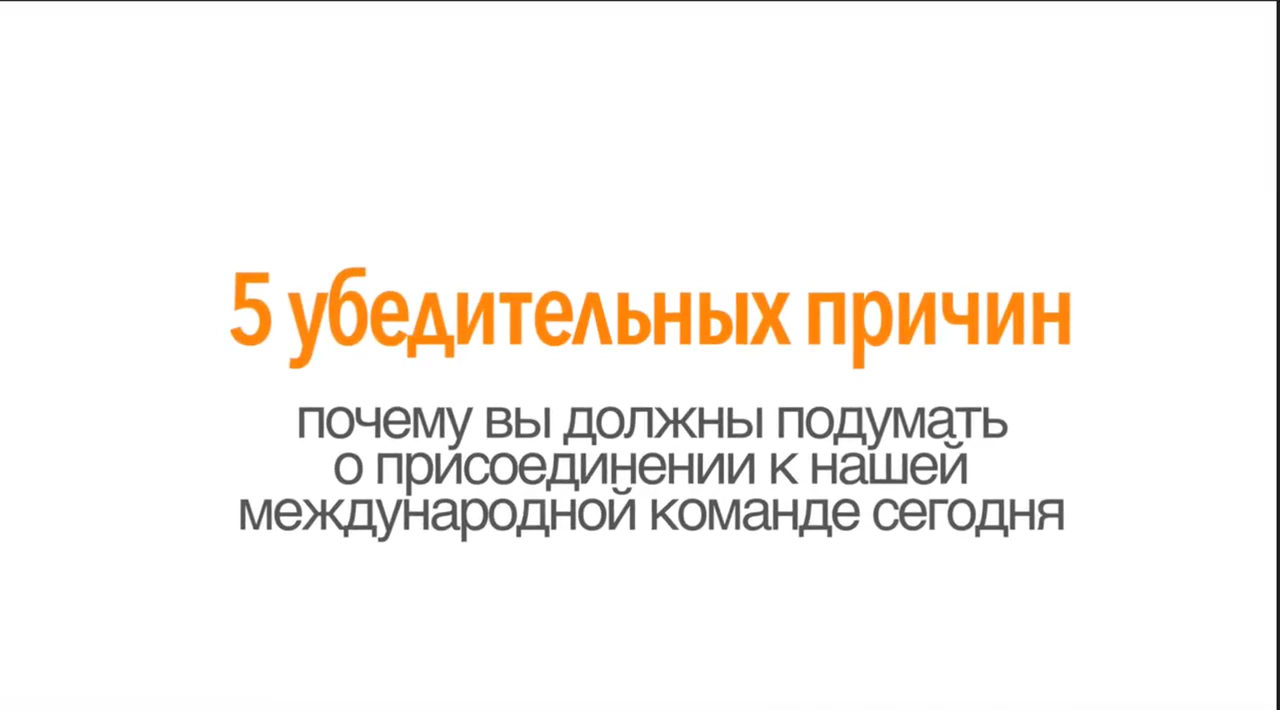 5 убедительных причин
почему вы должны подумать
о присоединении к нашей
международной команде сегодня